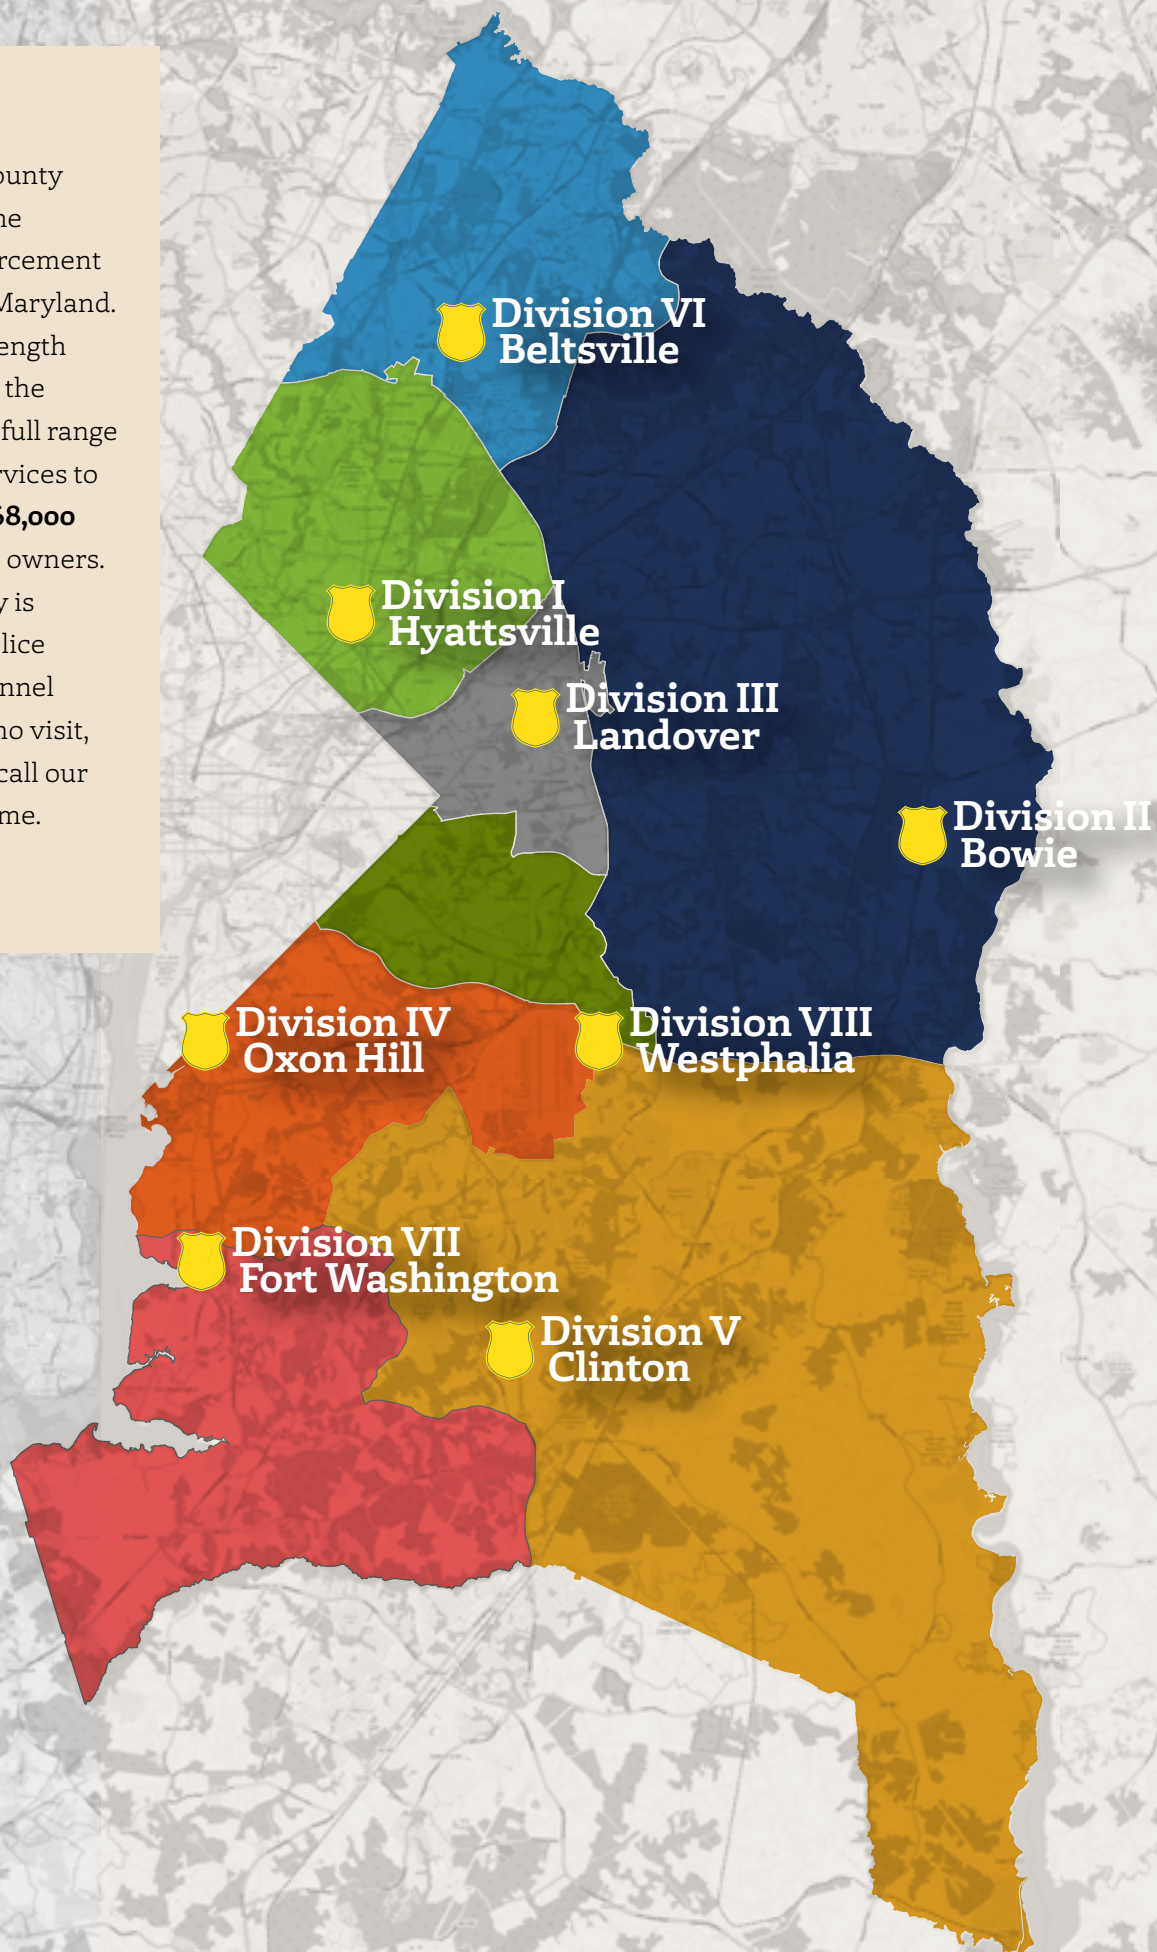 ounty
ne
rcement
Maryland.
ength
the
full range
rvices to
68,000
owners.
y is
lice
nnel
no visit,
call our
me.
Division VI
Beltsville
Division I
Hyattsville
Division III
Landover
Division II
Bowie
Division IV
Oxon Hill
Division VIII
Westphalia
Division VII
Fort Washington
Division V
Clinton